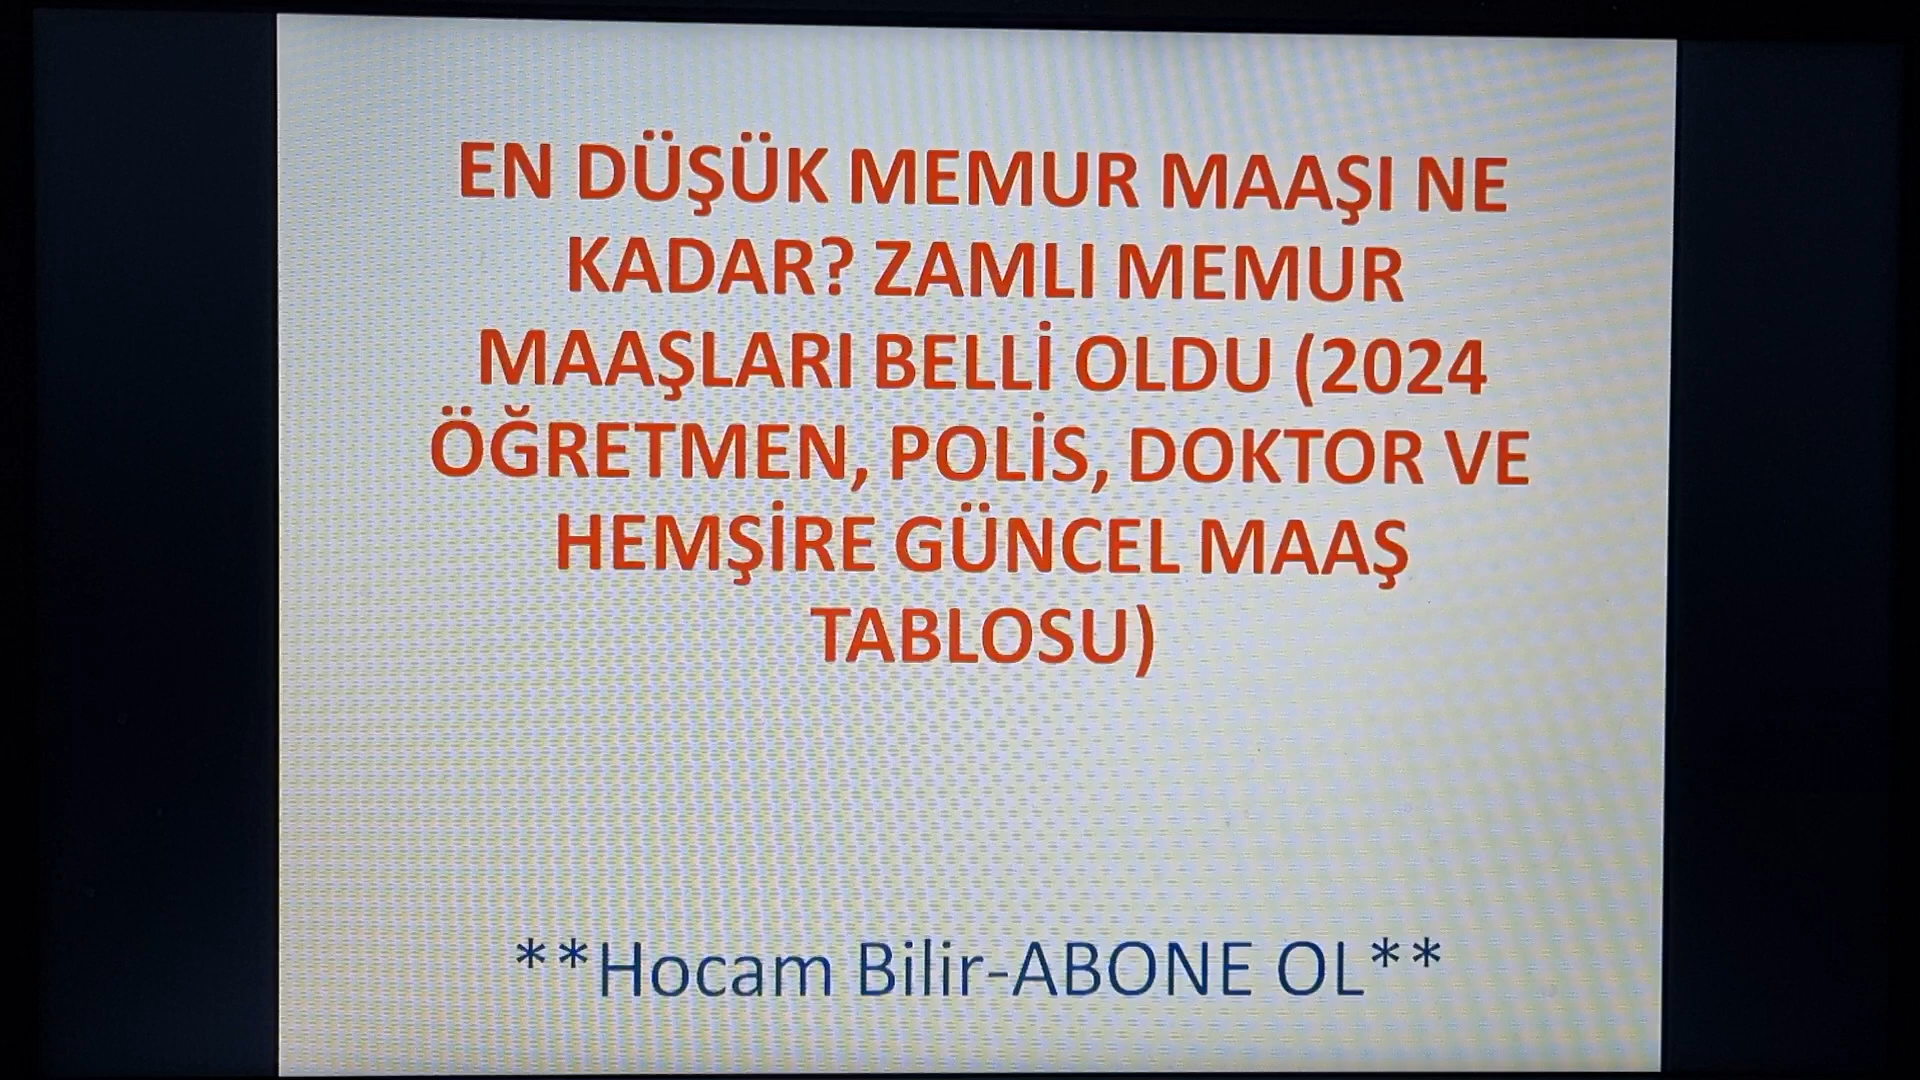 EN DÜŞÜK MEMUR MAAŞI NE
KADAR? ZAMLI MEMUR
MAAŞLARI BELLİ OLDU (2024
ÖĞRETMEN, POLİS, DOKTOR VE
HEMŞİRE GÜNCEL MAAŞ
TABLOSU)
**Hocam Bilir-ABONE OL**